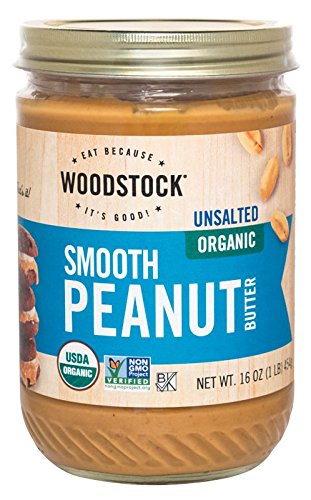 EAT BECAUSE
WOODSTOCK®
IT'S GOOD!
UNSALTED
ORGANIC
SMOOTH
PEANUT
BUTTER
USDA
ORGANIC
NON
GMO
Project
VERIFIED
nongmoproject.org
BVK
NET WT. 16 OZ (1 LB) 454g